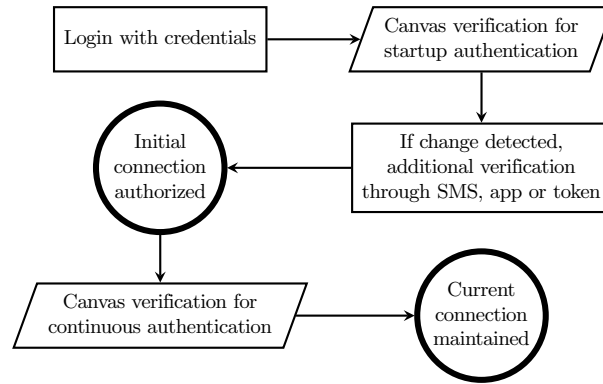 Login with credentials
Canvas verification for
startup authentication
If change detected,
additional verification
through SMS, app or token
Initial
connection
authorized
Canvas verification for
continuous authentication
Current
connection
maintained